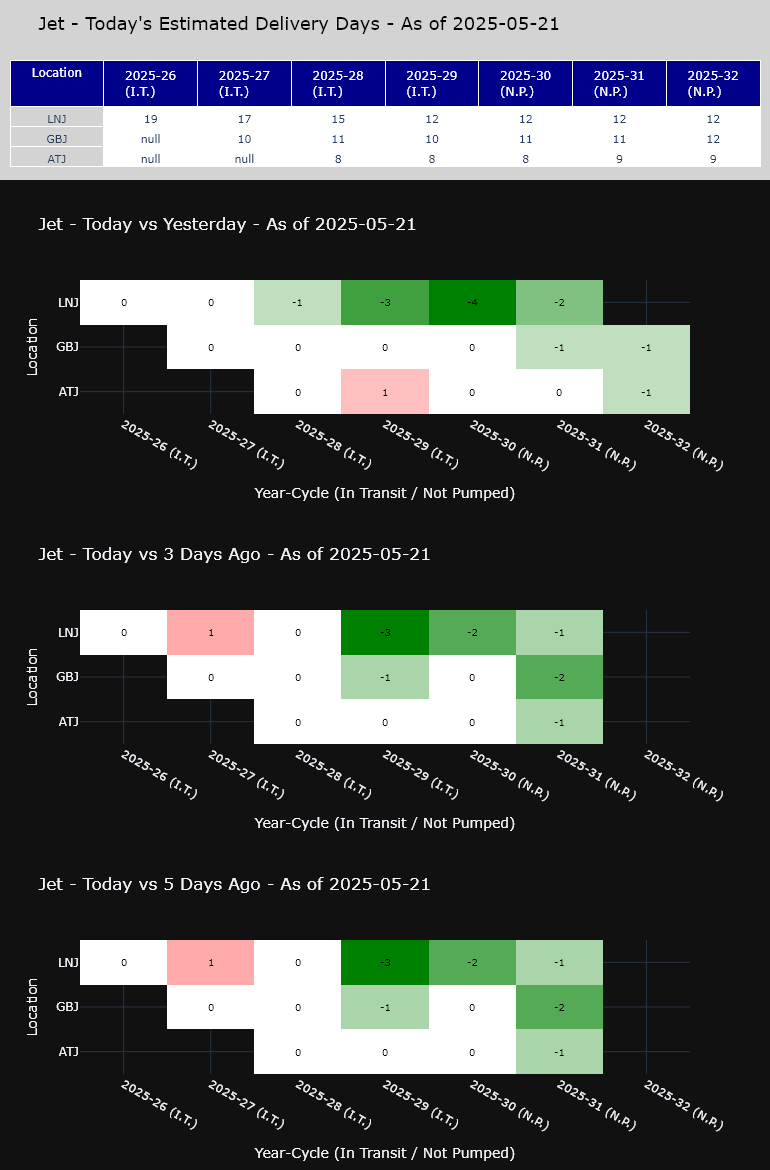 Jet - Today's Estimated Delivery Days - As of 2025-05-21
Location 2025-26 (I.T.) 2025-27 (I.T.) 2025-28 (I.T.) 2025-29 (I.T.) 2025-30 (N.P.) 2025-31 (N.P.) 2025-32 (N.P.)
LNJ 19 17 15 12 12 12 12
GBJ null 10 11 10 11 11 12
ATJ null null 8 8 8 9 9
Jet - Today vs Yesterday - As of 2025-05-21
Location
LNJ 0 0 -1 -3 -4 -2
GBJ 0 0 0 0 -1 -1
ATJ 0 1 0 0 -1
2025-26 (I.T.) 2025-27 (I.T.) 2025-28 (I.T.) 2025-29 (I.T.) 2025-30 (N.P.) 2025-31 (N.P.) 2025-32 (N.P.)
Year-Cycle (In Transit / Not Pumped)
Jet - Today vs 3 Days Ago - As of 2025-05-21
Location
LNJ 0 1 0 -3 -2 -1
GBJ 0 0 -1 0 -2
ATJ 0 0 0 -1
2025-26 (I.T.) 2025-27 (I.T.) 2025-28 (I.T.) 2025-29 (I.T.) 2025-30 (N.P.) 2025-31 (N.P.) 2025-32 (N.P.)
Year-Cycle (In Transit / Not Pumped)
Jet - Today vs 5 Days Ago - As of 2025-05-21
Location
LNJ 0 1 0 -3 -2 -1
GBJ 0 0 -1 0 -2
ATJ 0 0 0 -1
2025-26 (I.T.) 2025-27 (I.T.) 2025-28 (I.T.) 2025-29 (I.T.) 2025-30 (N.P.) 2025-31 (N.P.) 2025-32 (N.P.)
Year-Cycle (In Transit / Not Pumped)